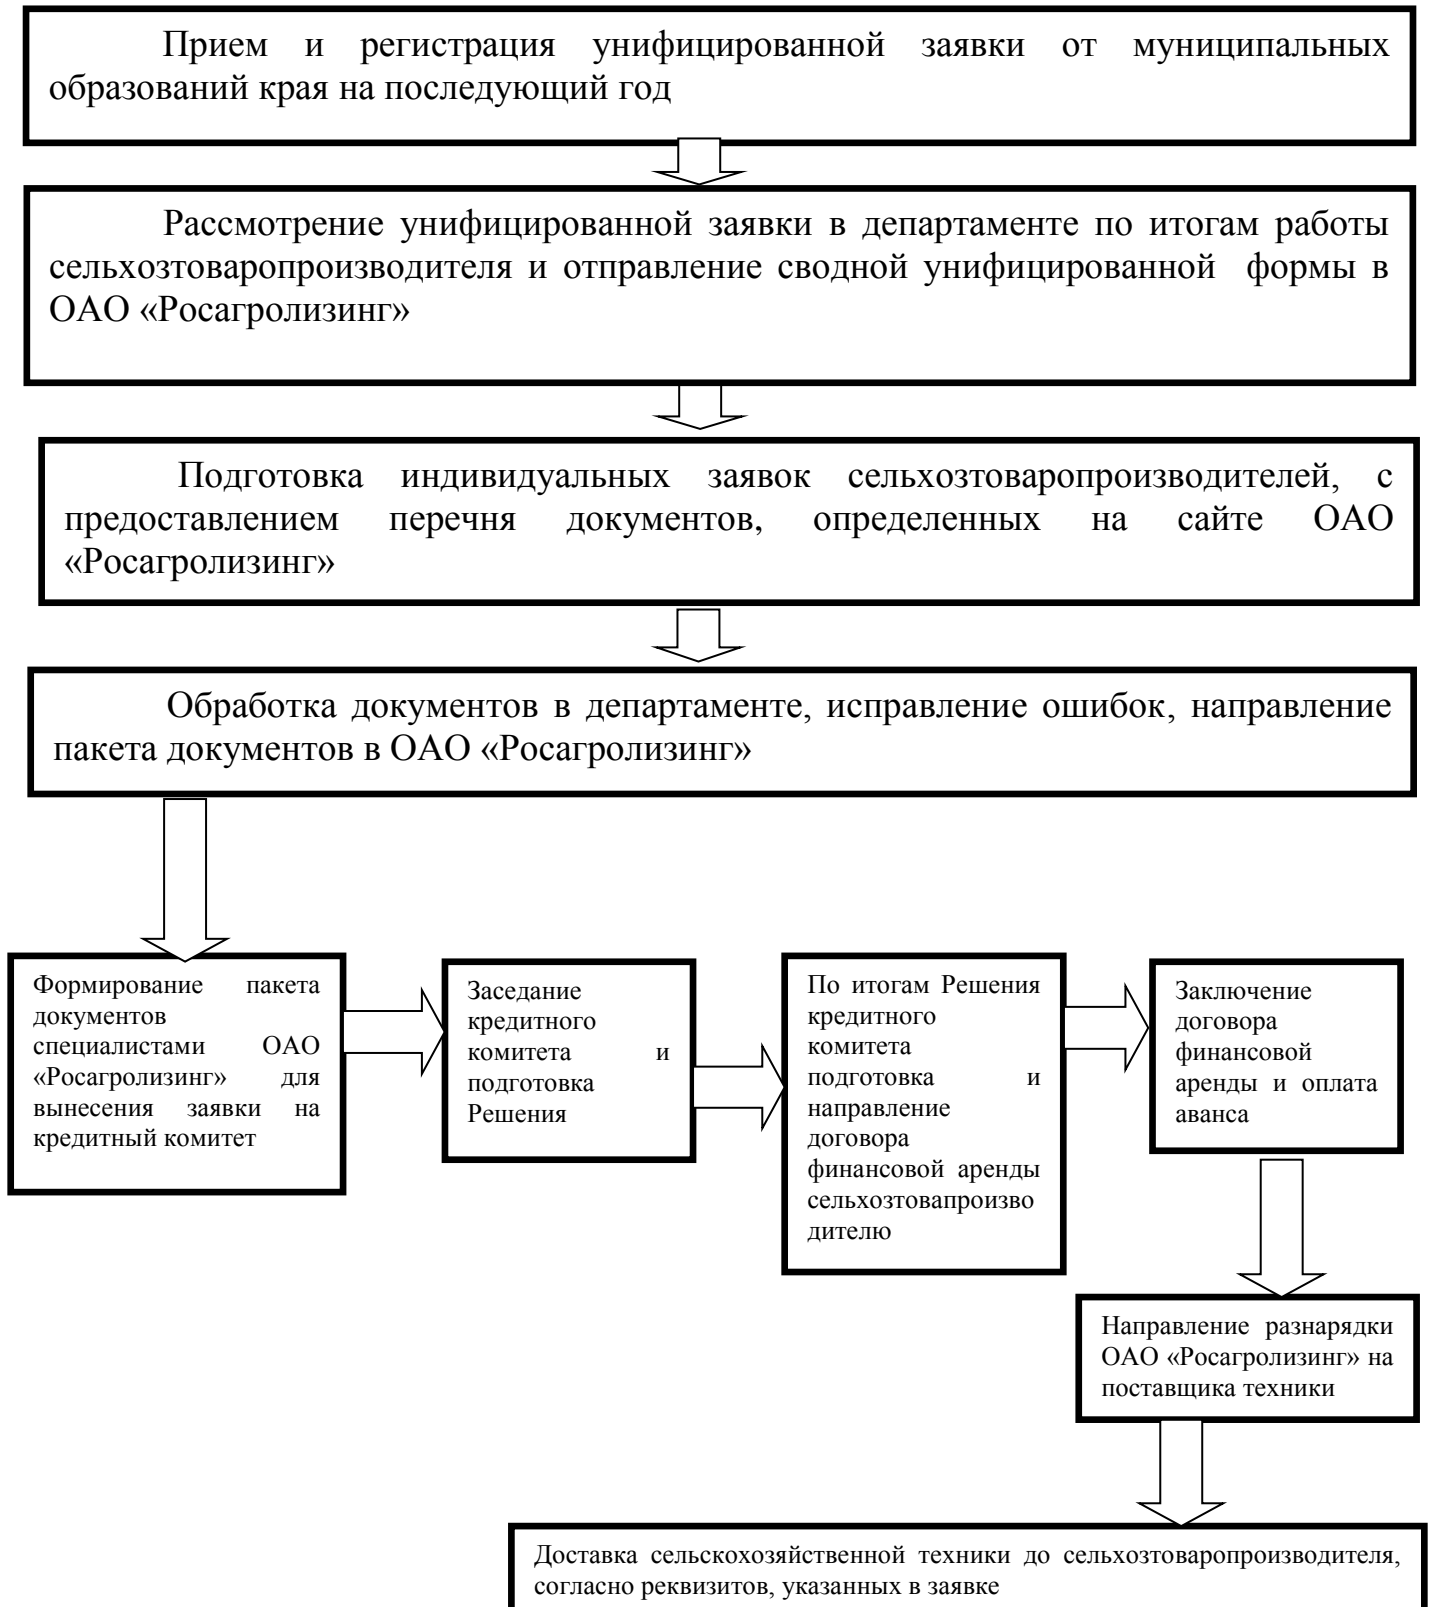 Прием и регистрация унифицированной заявки от муниципальных
образований края на последующий год
Рассмотрение унифицированной заявки в департаменте по итогам работы
сельхозтоваропроизводителя и отправление сводной унифицированной формы в
ОАО «Росагролизинг»
Подготовка индивидуальных заявок сельхозтоваропроизводителей, с
предоставлением перечня документов, определенных на сайте ОАО
«Росагролизинг»
Обработка документов в департаменте, исправление ошибок, направление
пакета документов в ОАО «Росагролизинг»
Формирование пакета
документов
специалистами ОАО
«Росагролизинг» для
вынесения заявки на
кредитный комитет
Заседание
кредитного
комитета и
подготовка
Решения
По итогам Решения
кредитного
комитета
подготовка и
направление
договора
финансовой аренды
сельхозтовапроизво
дителю
Заключение
договора
финансовой
аренды и оплата
аванса
Направление разнарядки
ОАО «Росагролизинг» на
поставщика техники
Доставка сельскохозяйственной техники до сельхозтоваропроизводителя,
согласно реквизитов, указанных в заявке